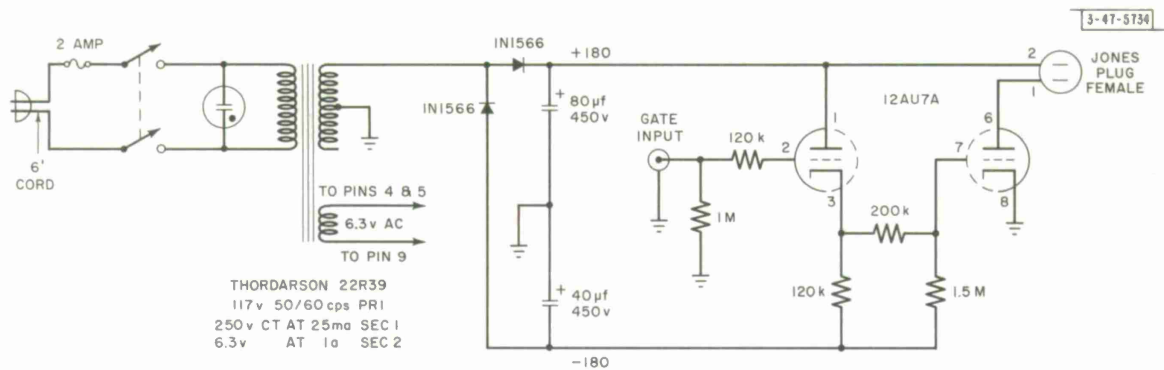 3-47-5734
2 AMP
6'
CORD
IN1566
+180
IN1566
+
80µf
450v
TO PINS 4 & 5
6.3v AC
TO PIN 9
THORDARSON 22R39
117v 50/60 cps PRI
250v CT AT 25ma SEC I
6.3v AT 1a SEC 2
+
40µf
450v
-180
GATE
INPUT
120k
1M
2
1
3
12AU7A
200k
120k
1.5M
7
6
8
2
1
JONES
PLUG
FEMALE